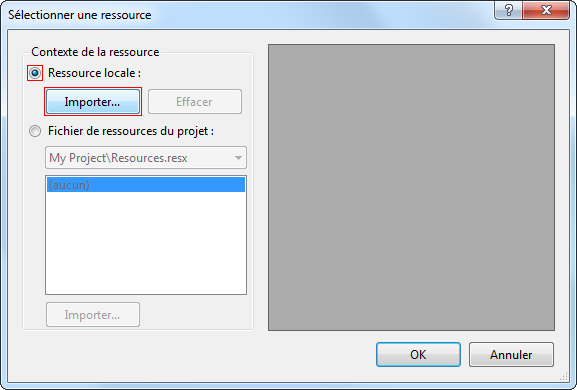 Sélectionner une ressource
?
Contexte de la ressource
Ressource locale :
Importer...
Effacer
Fichier de ressources du projet :
My Project\Resources.resx
(aucun)
Importer...
OK
Annuler